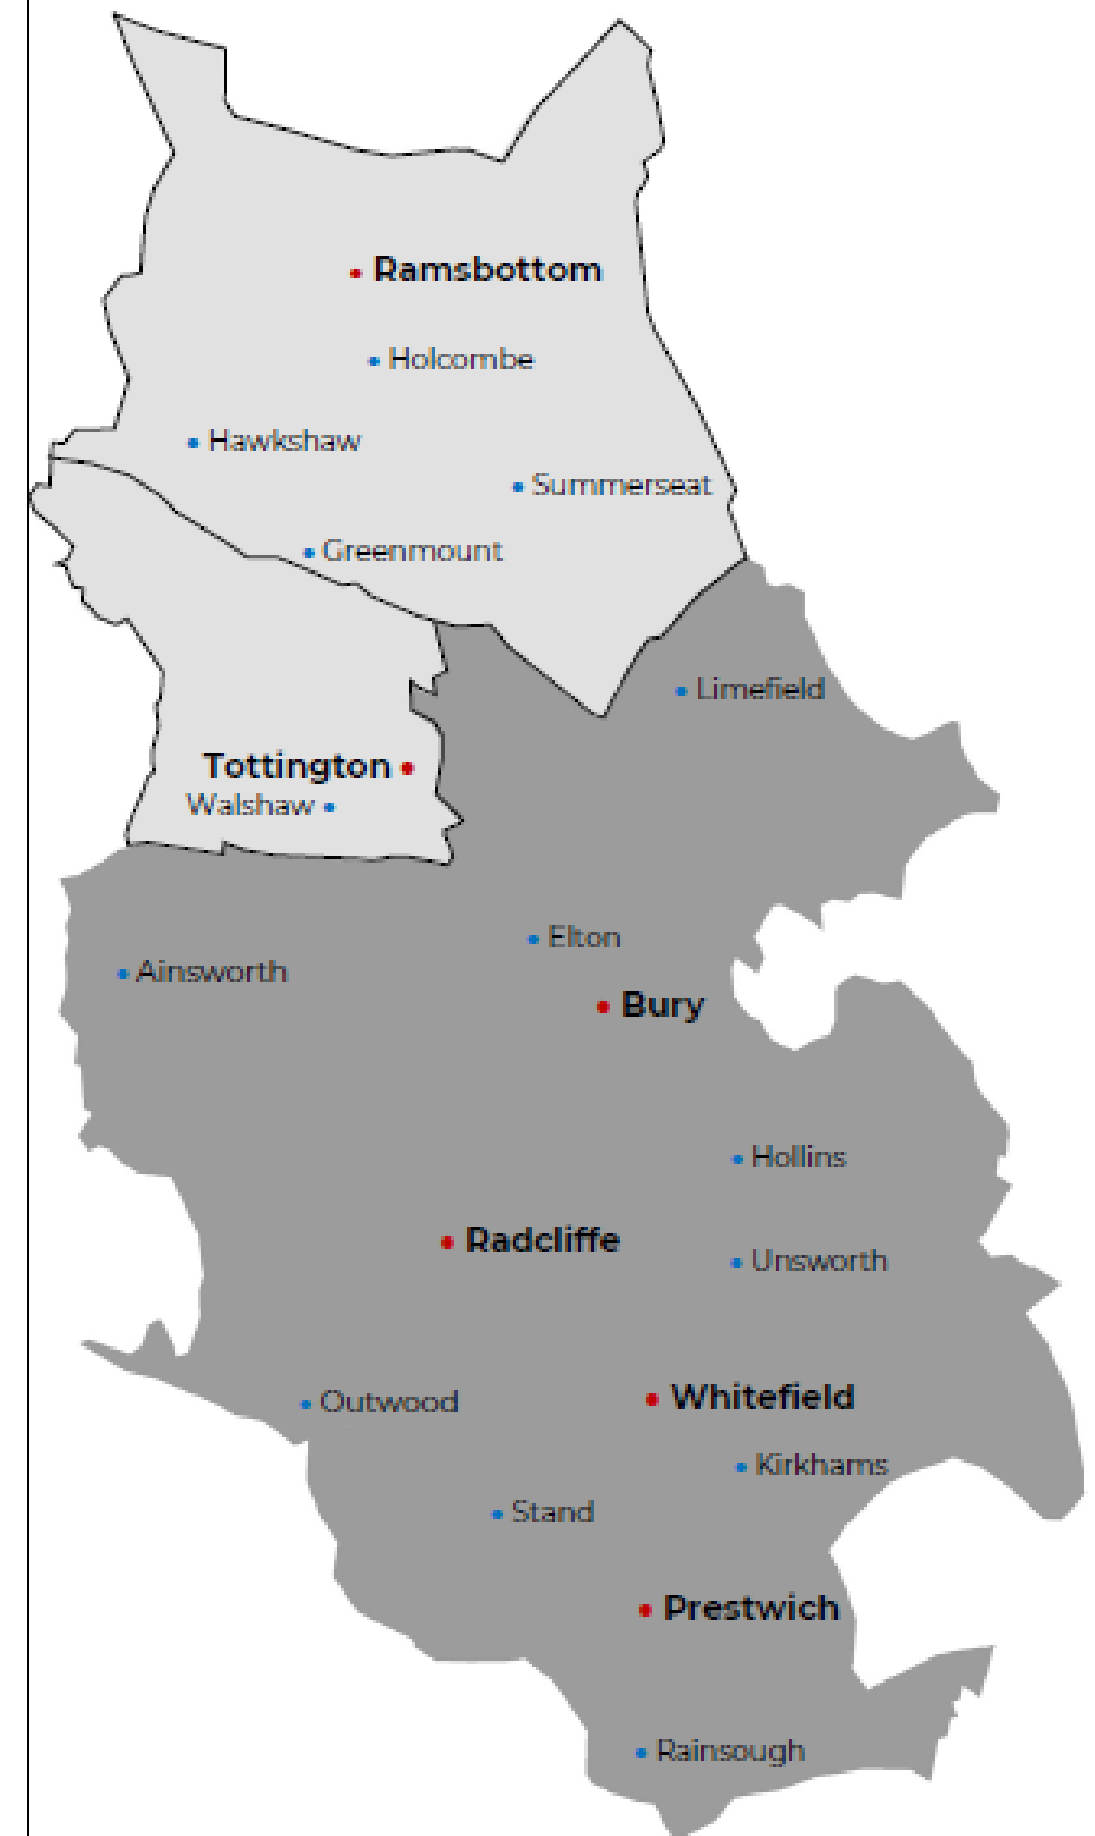 Ramsbottom
Holcombe
Hawkshaw
Summerseat
Greenmount
Limefield
Tottington
Walshaw
Elton
Ainsworth
Bury
Hollins
Radcliffe
Unsworth
Whitefield
Outwood
Kirkhams
Stand
Prestwich
Rainsough